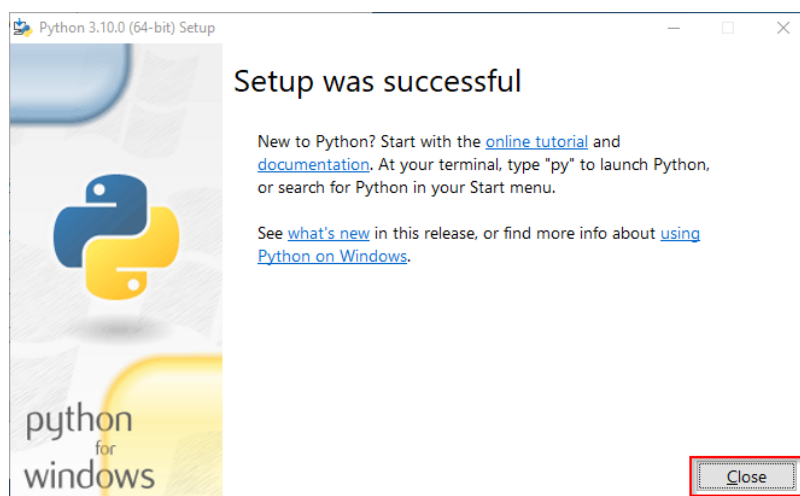 Python 3.10.0 (64-bit) Setup
Setup was successful
New to Python? Start with the online tutorial and
documentation. At your terminal, type "py" to launch Python,
or search for Python in your Start menu.
See what's new in this release, or find more info about using
Python on Windows.
python
for
windows
Close